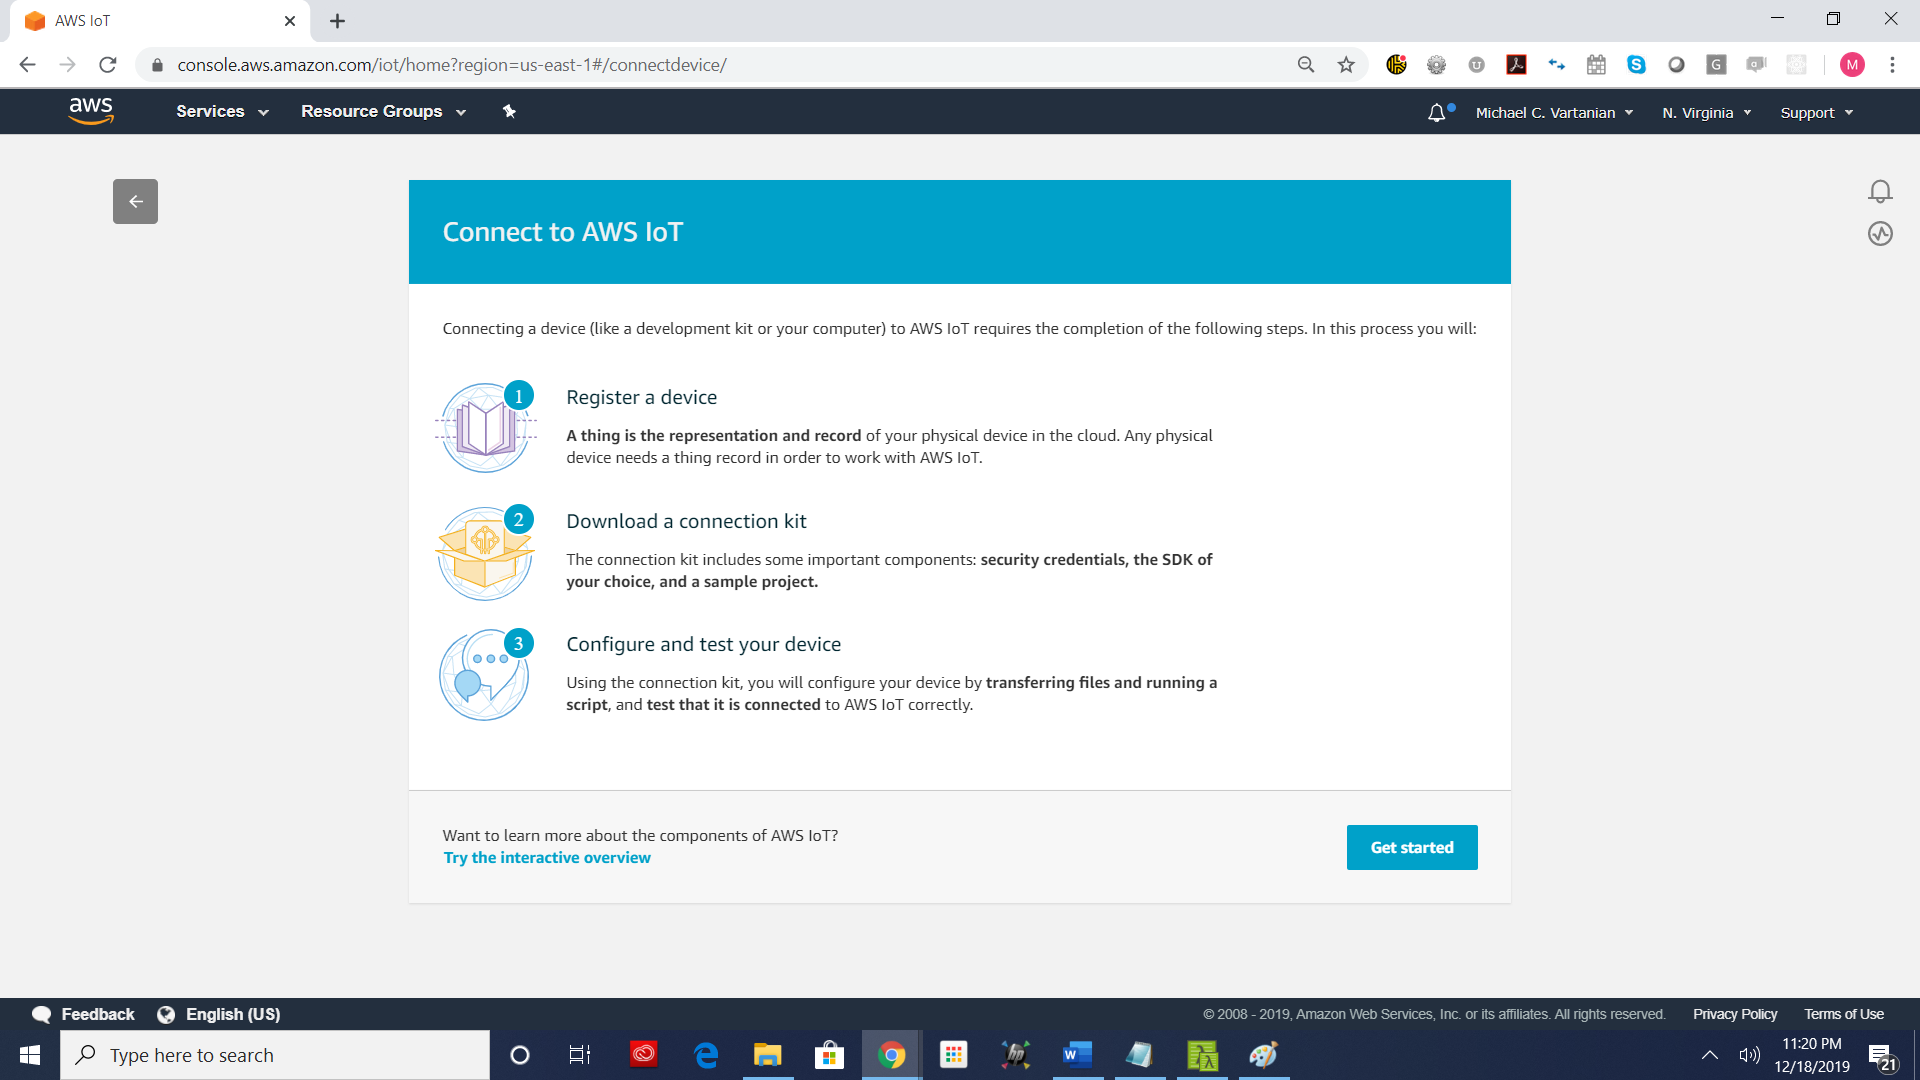 AWS IoT
console.aws.amazon.com/iot/home?region=us-east-1#/connectdevice/
M
aws
Services
Resource Groups
Michael C. Vartanian
N. Virginia
Support
Connect to AWS IoT
Connecting a device (like a development kit or your computer) to AWS IoT requires the completion of the following steps. In this process you will:
1
Register a device
A thing is the representation and record of your physical device in the cloud. Any physical
device needs a thing record in order to work with AWS IoT.
2
Download a connection kit
The connection kit includes some important components: security credentials, the SDK of
your choice, and a sample project.
3
Configure and test your device
Using the connection kit, you will configure your device by transferring files and running a
script, and test that it is connected to AWS IoT correctly.
Want to learn more about the components of AWS IoT?
Try the interactive overview
Get started
Feedback
English (US)
© 2008 - 2019, Amazon Web Services, Inc. or its affiliates. All rights reserved.
Privacy Policy
Terms of Use
Type here to search
11:20 PM
12/18/2019
21